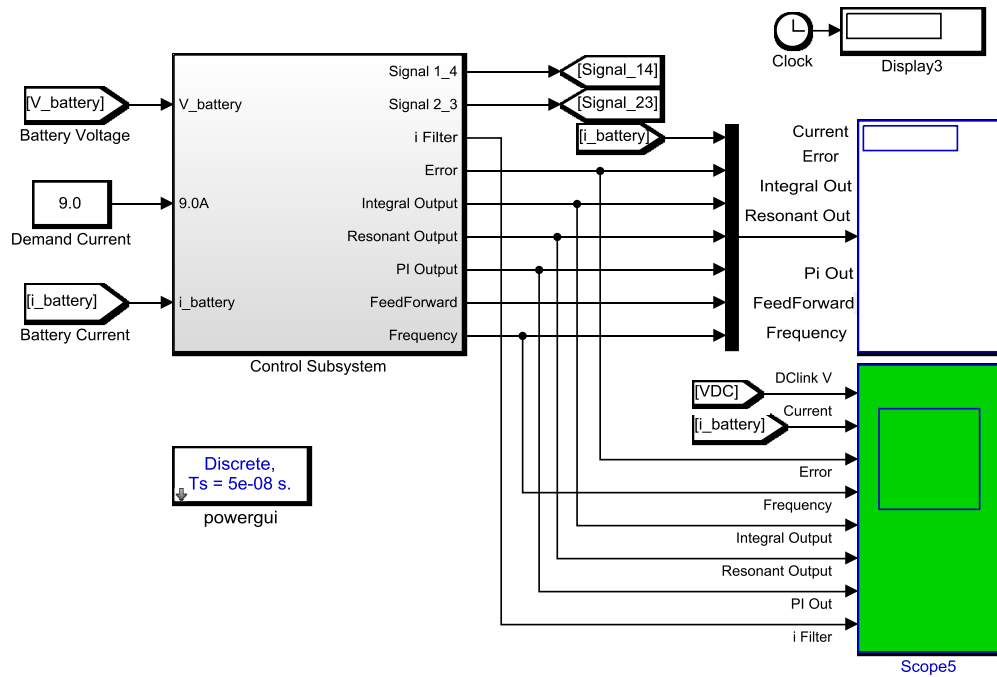 Clock
Display3
[V_battery]
Battery Voltage
9.0
Demand Current
[i_battery]
Battery Current
V_battery
9.0A
i_battery
Signal 1_4
Signal 2_3
i Filter
Error
Integral Output
Resonant Output
PI Output
FeedForward
Frequency
Control Subsystem
[Signal_14]
[Signal_23]
[i_battery]
Current
Error
Integral Out
Resonant Out
Pi Out
FeedForward
Frequency
[VDC]
[i_battery]
DClink V
Current
Error
Frequency
Integral Output
Resonant Output
PI Out
i Filter
Scope5
Discrete,
Ts = 5e-08 s.
powergui